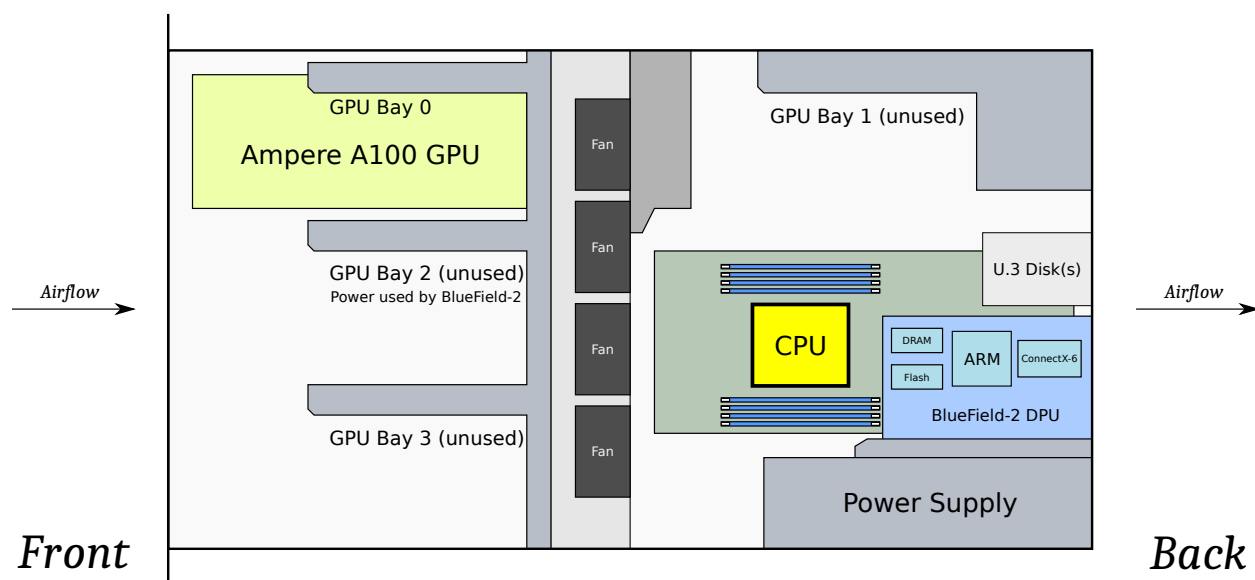 GPU Bay 0
Ampere A100 GPU
GPU Bay 2 (unused)
Power used by BlueField-2
GPU Bay 3 (unused)
Fan
Fan
Fan
Fan
GPU Bay 1 (unused)
U.3 Disk(s)
CPU
DRAM
Flash
ARM
ConnectX-6
BlueField-2 DPU
Power Supply
Airflow
Airflow
Front
Back